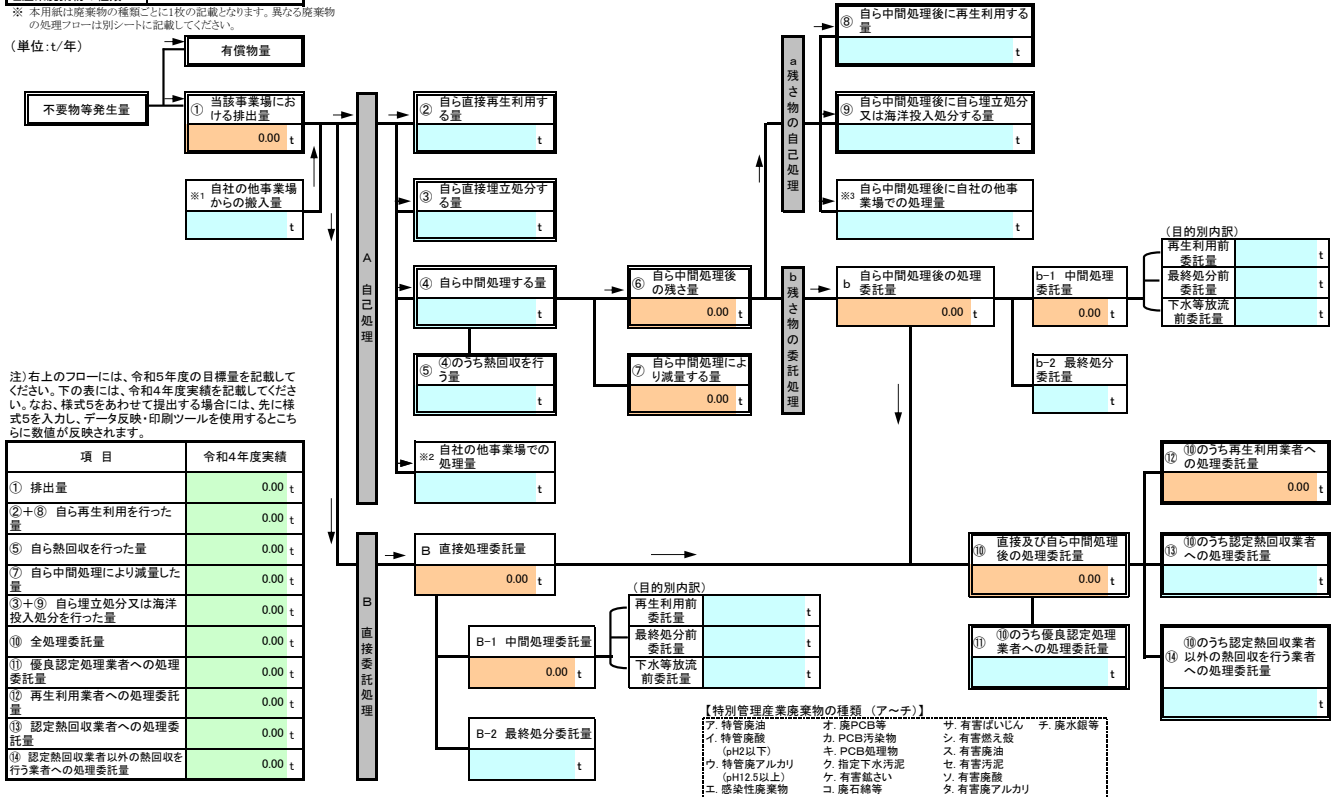 ※ 本用紙は廃棄物の種類ごとに1枚の記載となります。異なる廃棄物
の処理フローは別シートに記載してください。
(単位:t/年)
有償物量
不要物等発生量
① 当該事業場にお
ける排出量
0.00 t
※1 自社の他事業場
からの搬入量
t
A 自己処理
② 自ら直接再生利用す
る量
t
③ 自ら直接埋立処分す
る量
t
④ 自ら中間処理する量
t
⑤ ④のうち熱回収を行
う量
t
※2 自社の他事業場での
処理量
t
⑥ 自ら中間処理後
の残さ量
0.00 t
⑦ 自ら中間処理によ
り減量する量
0.00 t
a 残さ物の自己処理
⑧ 自ら中間処理後に再生利用する
量
t
⑨ 自ら中間処理後に自ら埋立処分
又は海洋投入処分する量
t
※3 自ら中間処理後に自社の他事
業場での処理量
t
b 残さ物の委託処理
b 自ら中間処理後の処理
委託量
0.00 t
b-1 中間処理
委託量
0.00 t
b-2 最終処分
委託量
t
(目的別内訳)
再生利用前
委託量
t
最終処分前
委託量
t
下水等放流
前委託量
t
注)右上のフローには、令和5年度の目標量を記載して
ください。下の表には、令和4年度実績を記載してくださ
い。なお、様式5をあわせて提出する場合には、先に様
式5を入力し、データ反映・印刷ツールを使用するとこち
らに数値が反映されます。
項 目 令和4年度実績
① 排出量 0.00 t
②+⑧ 自ら再生利用を行った
量 0.00 t
⑤ 自ら熱回収を行った量 0.00 t
⑦ 自ら中間処理により減量した
量 0.00 t
③+⑨ 自ら埋立処分又は海洋
投入処分を行った量 0.00 t
⑩ 全処理委託量 0.00 t
⑪ 優良認定処理業者への処理
委託量 0.00 t
⑫ 再生利用業者への処理委託
量 0.00 t
⑬ 認定熱回収業者への処理委
託量 0.00 t
⑭ 認定熱回収業者以外の熱回収を
行う業者への処理委託量 0.00 t
B 直接委託処理
B 直接処理委託量
0.00 t
B-1 中間処理委託量
0.00 t
B-2 最終処分委託量
t
(目的別内訳)
再生利用前
委託量
t
最終処分前
委託量
t
下水等放流
前委託量
t
⑩ 直接及び自ら中間処理
後の処理委託量
0.00 t
⑪ ⑩のうち優良認定処理
業者への処理委託量
t
⑫ ⑩のうち再生利用業者へ
の処理委託量
0.00 t
⑬ ⑩のうち認定熱回収業者
への処理委託量
t
⑭ ⑩のうち認定熱回収業者
以外の熱回収を行う業者
への処理委託量
t
【特別管理産業廃棄物の種類 (ア~チ)】
ア. 特管廃油 オ. 廃PCB等 サ. 有害ばいじん チ. 廃水銀等
イ. 特管廃酸 カ. PCB汚染物 シ. 有害燃え殻
(pH2以下) キ. PCB処理物 ス. 有害廃油
ウ. 特管廃アルカリ ク. 指定下水汚泥 セ. 有害汚泥
(pH12.5以上) ケ. 有害鉱さい ソ. 有害廃酸
エ. 感染性廃棄物 コ. 廃石綿等 タ. 有害廃アルカリ